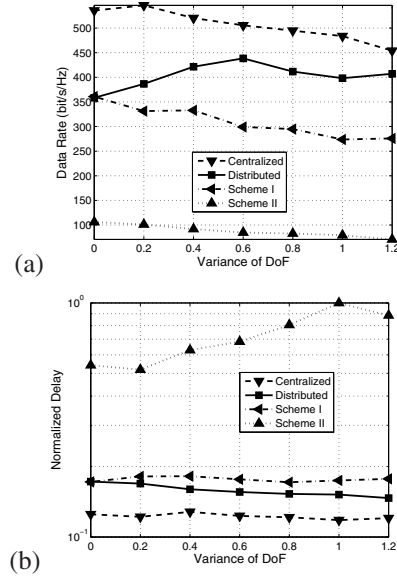 500
450
400
350
300
250
200
150
100
Data Rate (bit/s/Hz)
Centralized
Distributed
Scheme I
Scheme II
0 0.2 0.4 0.6 0.8 1.0 1.2
Variance of DoF
(a)
10^0
Normalized Delay
Centralized
Distributed
Scheme I
Scheme II
10^-1
0 0.2 0.4 0.6 0.8 1 1.2
Variance of DoF
(b)